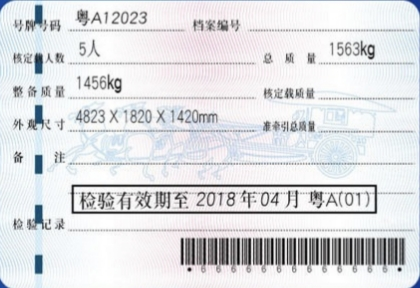 号牌号码 粤A12023 档案编号
核定载人数 5人 总质量 1563kg
整备质量 1456kg 核定载质量
外观尺寸 4823 X 1820 X 1420mm 准牵引总质量
备注
检验有效期至 2018年04月 粤A(01)
检验记录